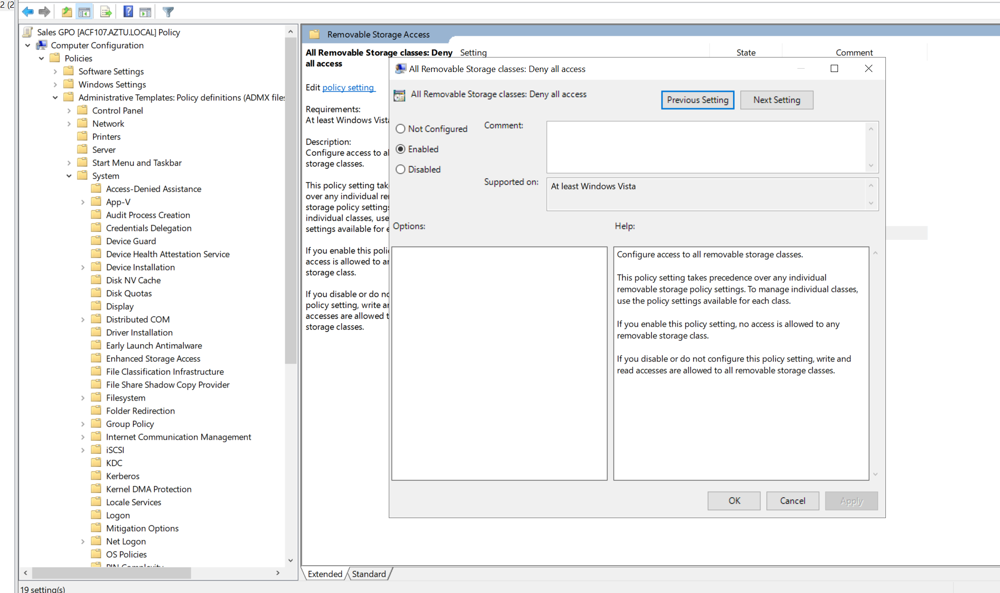 2 (2
Sales GPO [ACF107.AZTU.LOCAL] Policy
Computer Configuration
Policies
Software Settings
Windows Settings
Administrative Templates: Policy definitions (ADMX files
Control Panel
Network
Printers
Server
Start Menu and Taskbar
System
Access-Denied Assistance
App-V
Audit Process Creation
Credentials Delegation
Device Guard
Device Health Attestation Service
Device Installation
Disk NV Cache
Disk Quotas
Display
Distributed COM
Driver Installation
Early Launch Antimalware
Enhanced Storage Access
File Classification Infrastructure
File Share Shadow Copy Provider
Filesystem
Folder Redirection
Group Policy
Internet Communication Management
iSCSI
KDC
Kerberos
Kernel DMA Protection
Locale Services
Logon
Mitigation Options
Net Logon
OS Policies
PIN Complexity
19 setting(s)
Removable Storage Access
All Removable Storage classes: Deny
all access
Edit policy setting
Requirements:
At least Windows Vista
Description:
Configure access to al
storage classes.
This policy setting tak
over any individual re
storage policy settings
individual classes, use
settings available for e
If you enable this polic
access is allowed to an
storage class.
If you disable or do no
policy setting, write an
accesses are allowed t
storage classes.
Setting
State
Comment
All Removable Storage classes: Deny all access
All Removable Storage classes: Deny all access
Previous Setting
Next Setting
Not Configured
Enabled
Disabled
Comment:
Supported on:
At least Windows Vista
Options:
Help:
Configure access to all removable storage classes.
This policy setting takes precedence over any individual
removable storage policy settings. To manage individual classes,
use the policy settings available for each class.
If you enable this policy setting, no access is allowed to any
removable storage class.
If you disable or do not configure this policy setting, write and
read accesses are allowed to all removable storage classes.
OK
Cancel
Apply
Extended
Standard